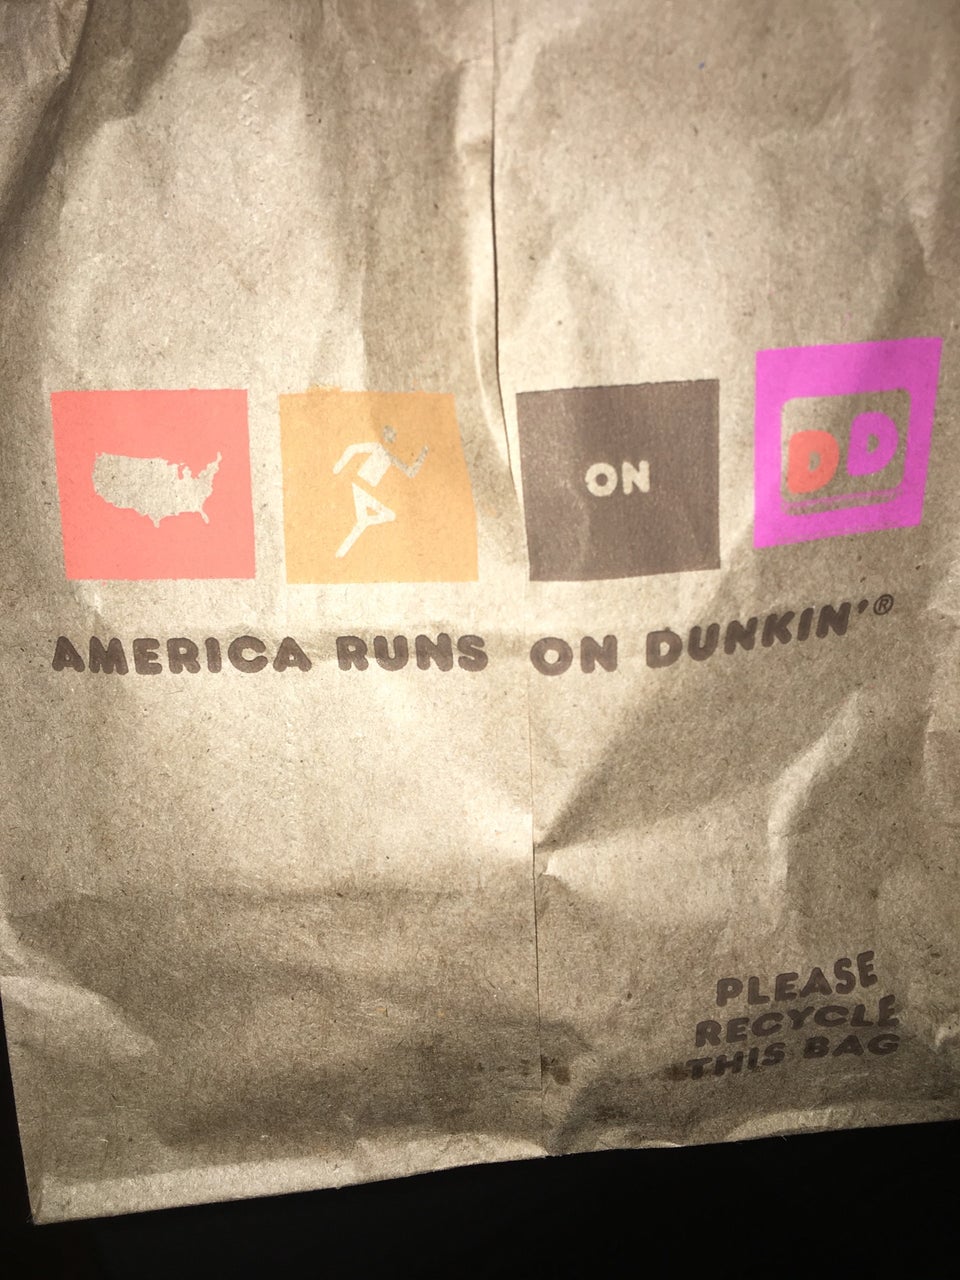 ON
DD
AMERICA RUNS ON DUNKIN'®
PLEASE
RECYCLE
THIS BAG